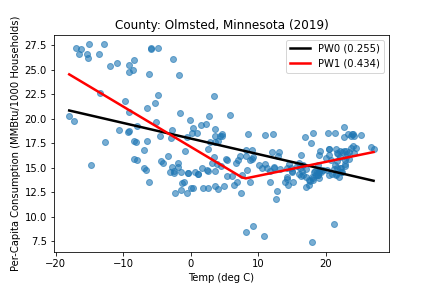 County: Olmsted, Minnesota (2019)
PW0 (0.255)
PW1 (0.434)
Per-Capita Consumption (MMBtu/1000 Households)
27.5
25.0
22.5
20.0
17.5
15.0
12.5
10.0
7.5
−20 −10 0 10 20
Temp (deg C)